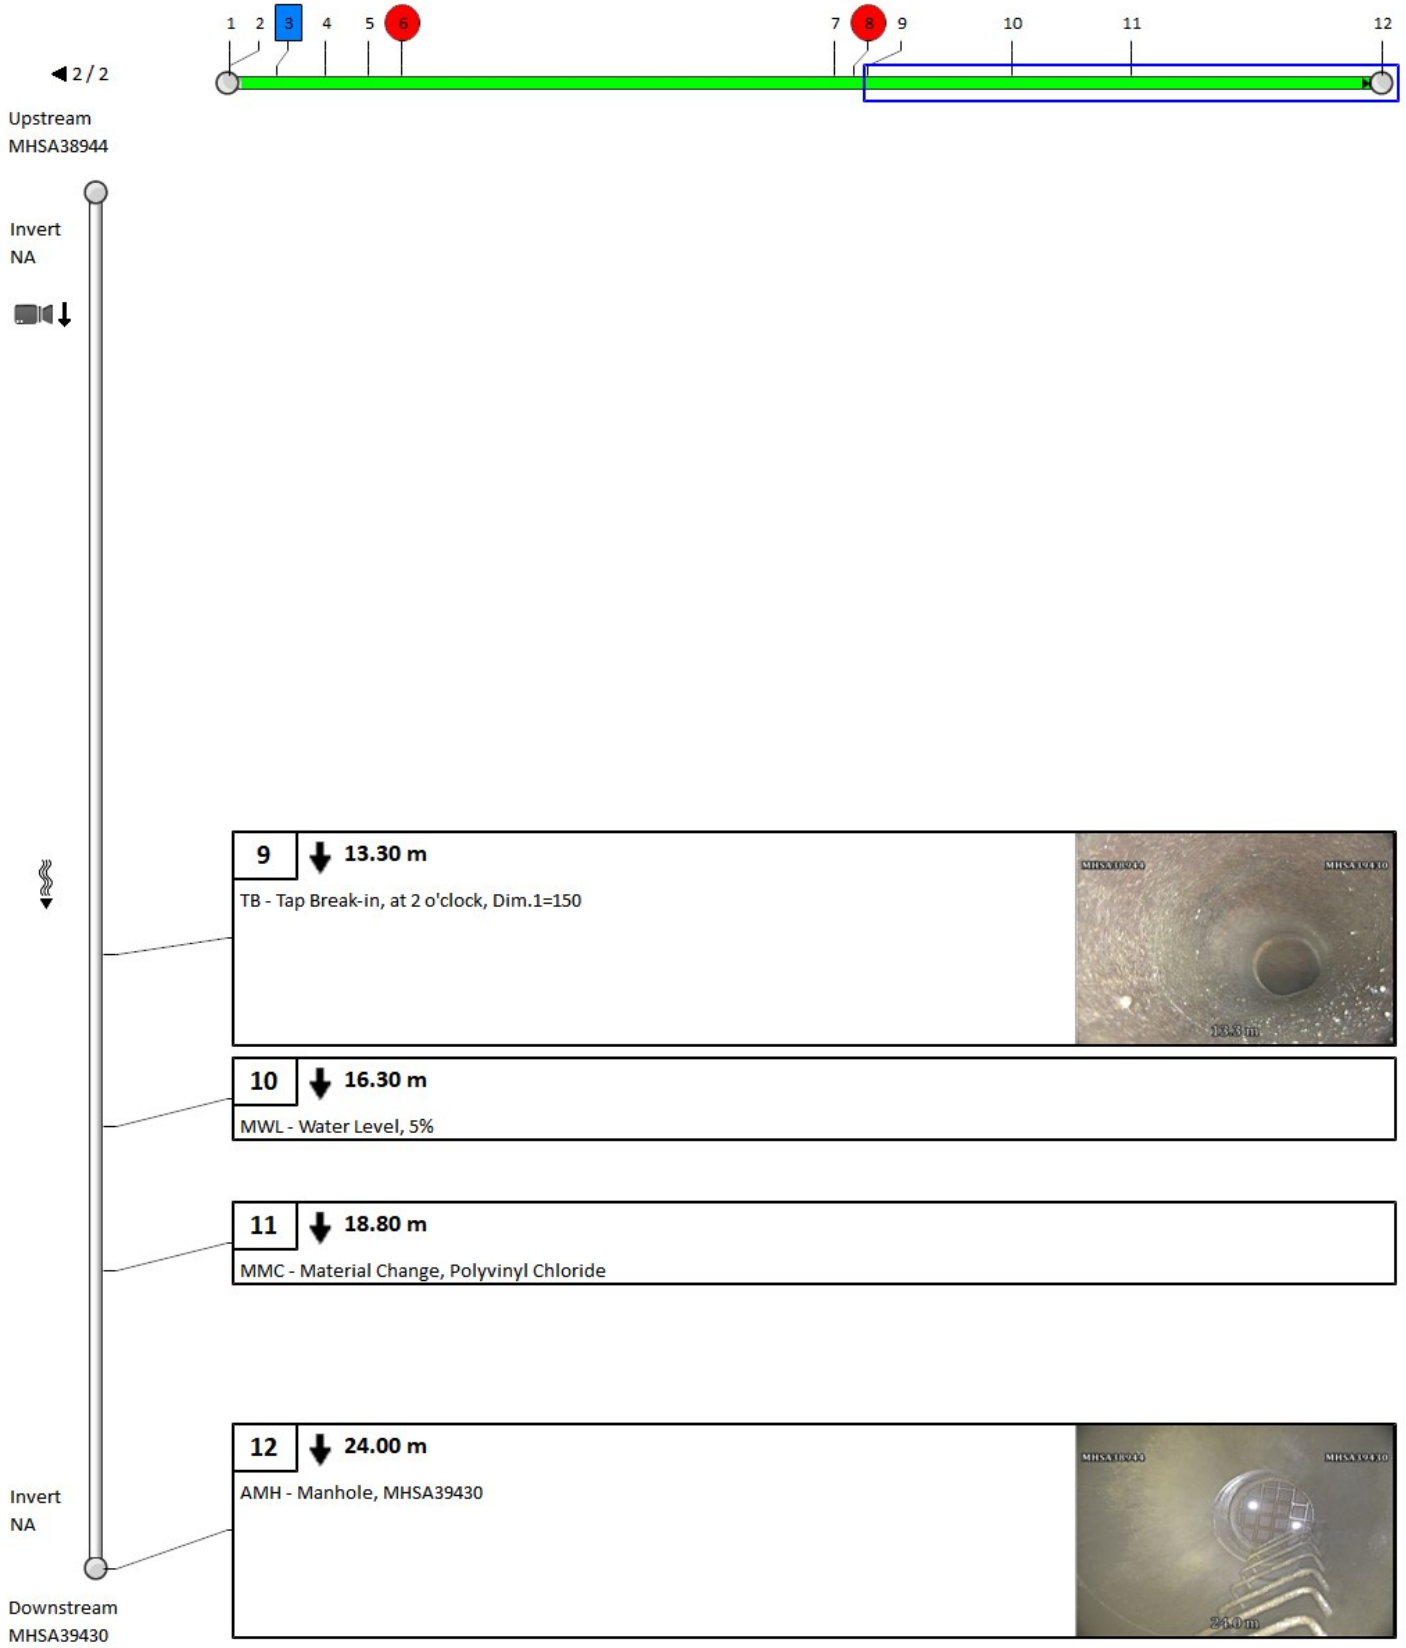 1 2 3 4 5 6 7 8 9 10 11 12
2 / 2
Upstream
MHSA38944
Invert
NA
9 13.30 m
TB - Tap Break-in, at 2 o'clock, Dim.1=150
MHSA38944 MHSA39430
13.3 m
10 16.30 m
MWL - Water Level, 5%
11 18.80 m
MMC - Material Change, Polyvinyl Chloride
12 24.00 m
AMH - Manhole, MHSA39430
MHSA38944 MHSA39430
24.0 m
Invert
NA
Downstream
MHSA39430